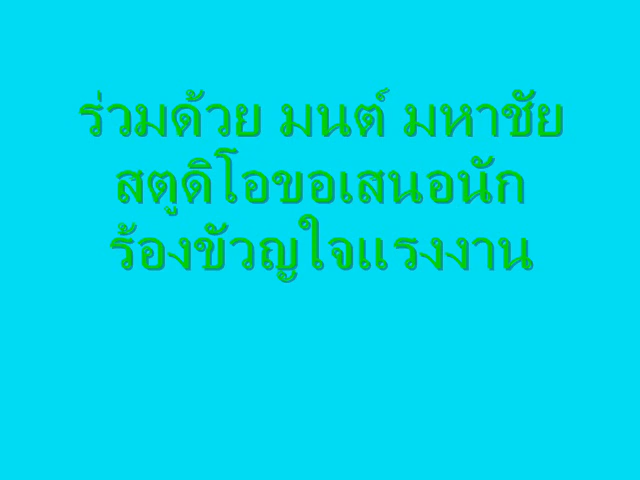 ร่วมด้วย มนต์ มหาชัย
สตูดิโอขอเสนอนัก
ร้องขัวญใจแรงงาน